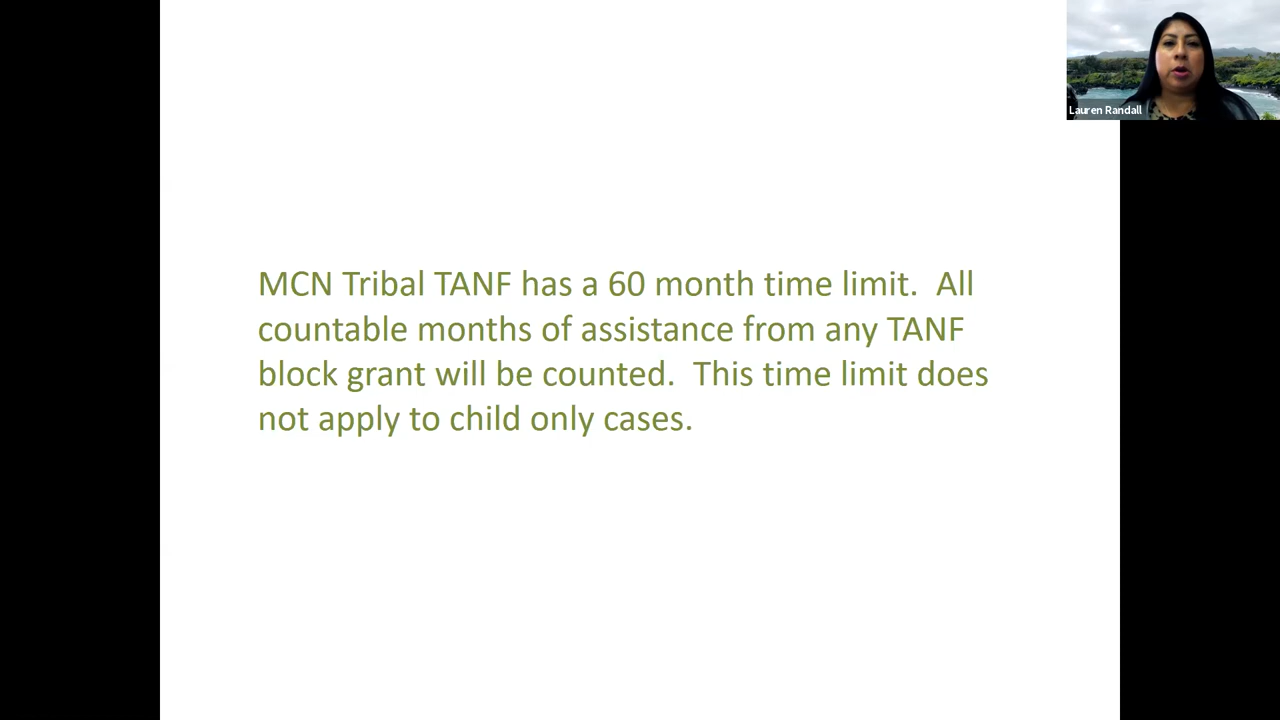 Lauren Randall
MCN Tribal TANF has a 60 month time limit.  All
countable months of assistance from any TANF
block grant will be counted.  This time limit does
not apply to child only cases.